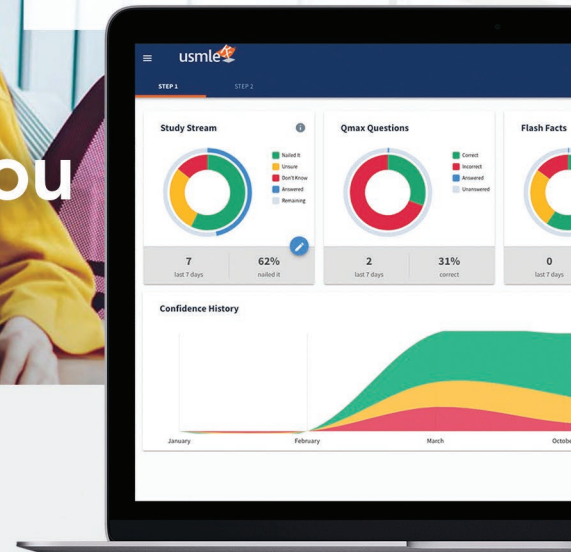 ou
usmle
STEP 1
STEP 2
Study Stream
Nailed It
Unsure
Don't Know
Answered
Remaining
7
last 7 days
62%
nailed it
Qmax Questions
Correct
Incorrect
Answered
Unanswered
2
last 7 days
31%
correct
Flash Facts
0
last 7 days
Confidence History
January
February
March
Octobe